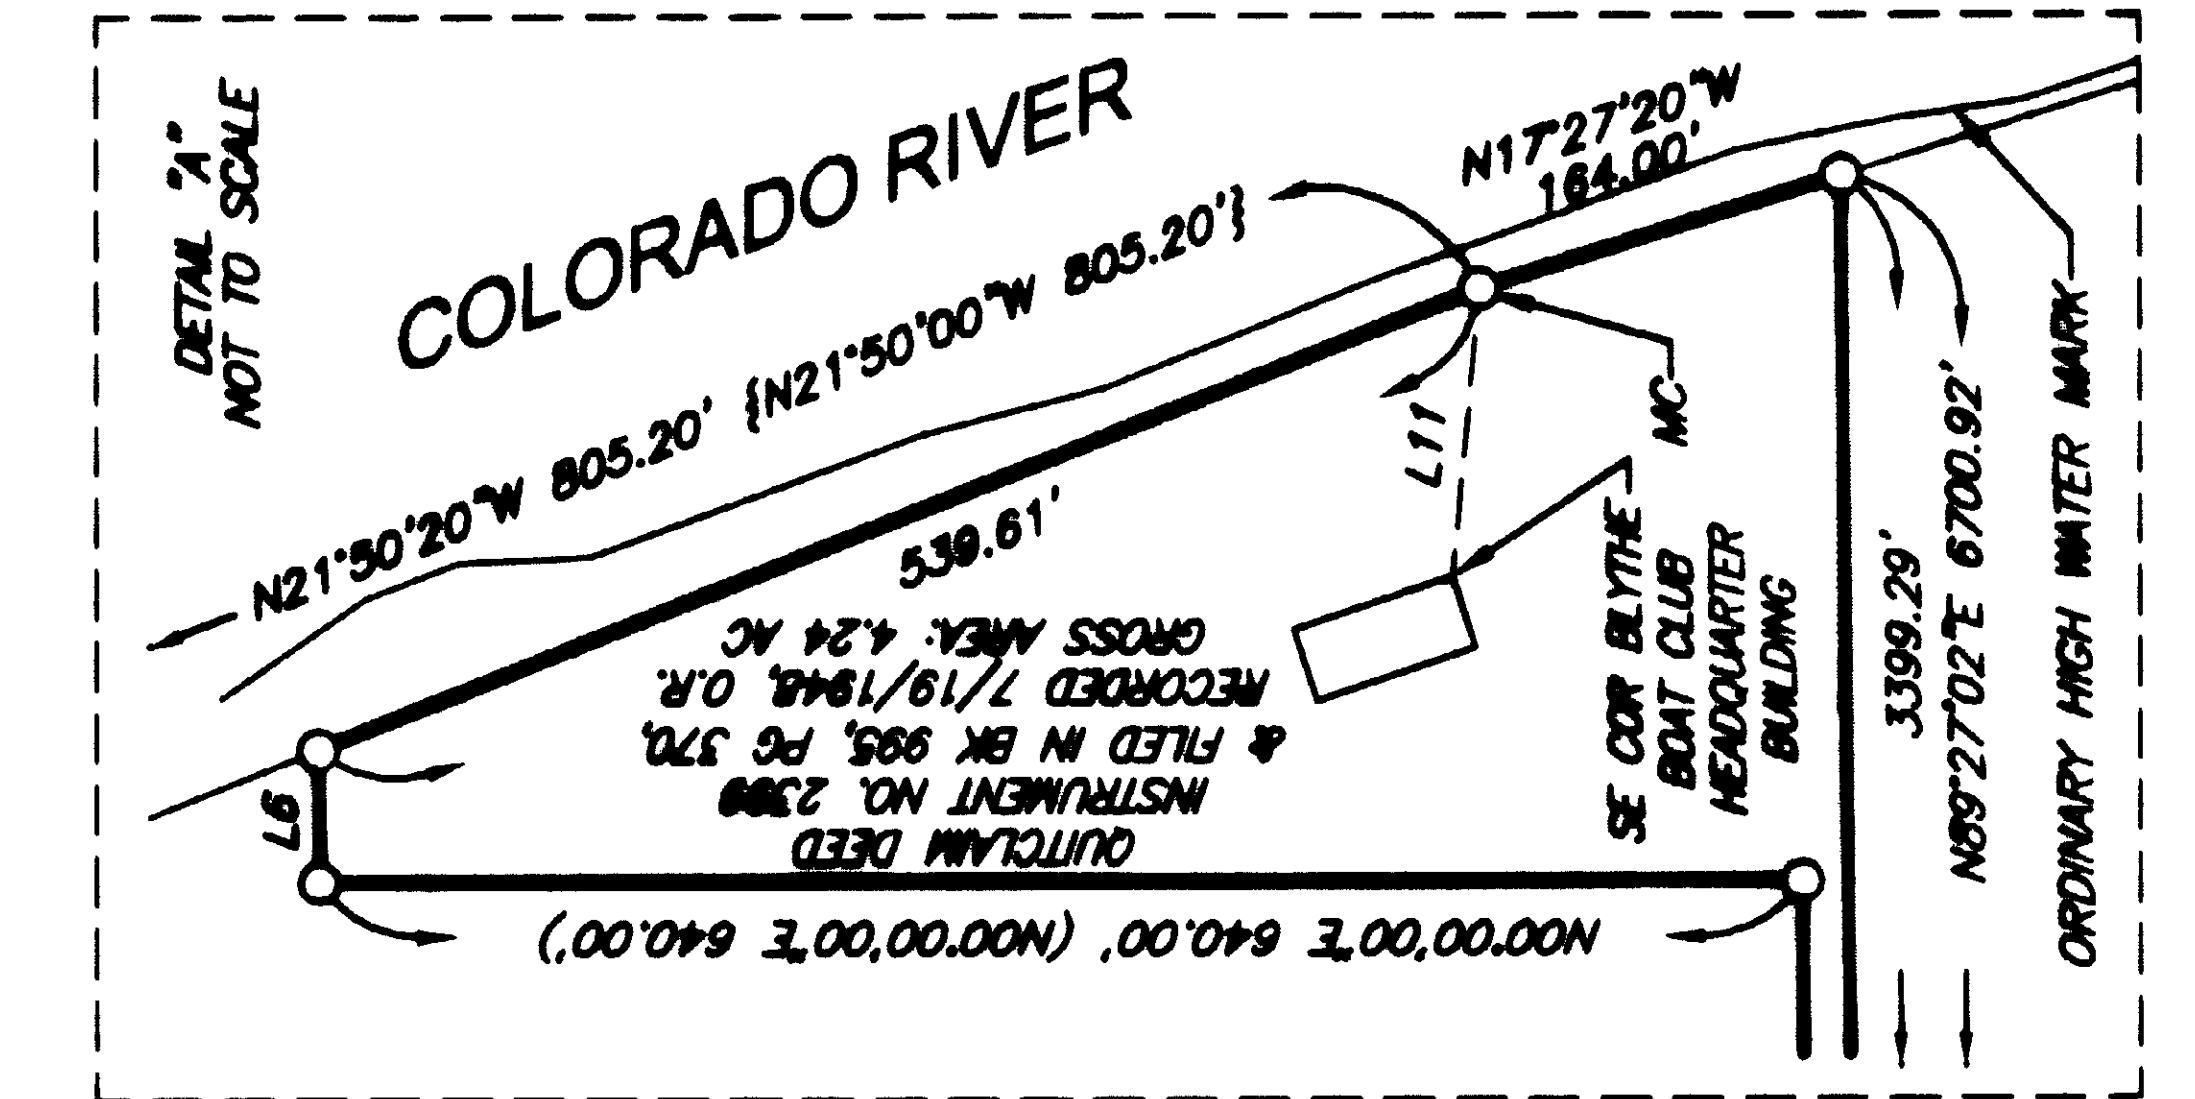 DETAIL "A"
NOT TO SCALE
COLORADO RIVER
N17°27'20"W
164.00'
N21°50'20"W 805.20' {N21°50'00"W 805.20'}
539.61'
L11
MC
SE COR BLYTHE
BOAT CLUB
HEADQUARTER
BUILDING
3399.29'
N89°27'02"E 6700.92'
ORDINARY HIGH WATER MARK
L6
QUITCLAIM DEED
INSTRUMENT NO.
& FILED IN BK 995, PG 370,
RECORDED 7/19/1948, O.R.
GROSS AREA: 4.24 AC
N00°00'00"E 640.00' (N00°00'00"E 640.00')